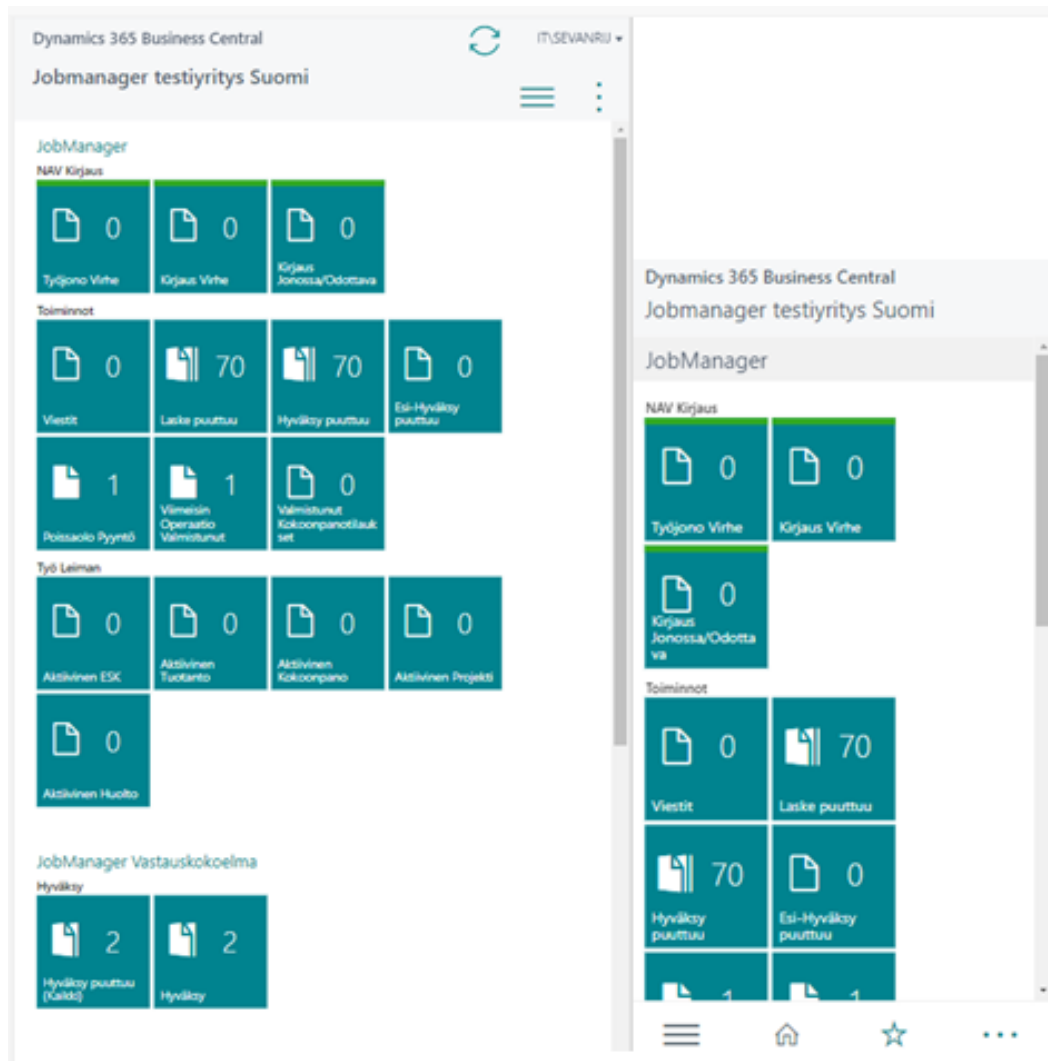 Dynamics 365 Business Central
IT\SEVANRIJ
Jobmanager testiyritys Suomi
JobManager
NAV Kirjaus
0
0
0
Työjono Virhe
Kirjaus Virhe
Kirjaus
Jonossa/Odottava
Toiminnot
0
70
70
0
Viestit
Laske puuttuu
Hyväksy puuttuu
Esi-Hyväksy
puuttuu
1
1
0
Poissaolo Pyyntö
Viimeisin
Operaatio
Valmistunut
Valmistunut
Kokoonpanotilauk
set
Työ Leiman
0
0
0
0
Aktiivinen ESK
Aktiivinen
Tuotanto
Aktiivinen
Kokoonpano
Aktiivinen Projekti
0
Aktiivinen Huolto
JobManager Vastauskokoelma
Hyväksy
2
2
Hyväksy puuttuu
(Kaikki)
Hyväksy
Dynamics 365 Business Central
Jobmanager testiyritys Suomi
JobManager
NAV Kirjaus
0
0
Työjono Virhe
Kirjaus Virhe
0
Kirjaus
Jonossa/Odotta
va
Toiminnot
0
70
Viestit
Laske puuttuu
70
0
Hyväksy
puuttuu
Esi-Hyväksy
puuttuu
1
1